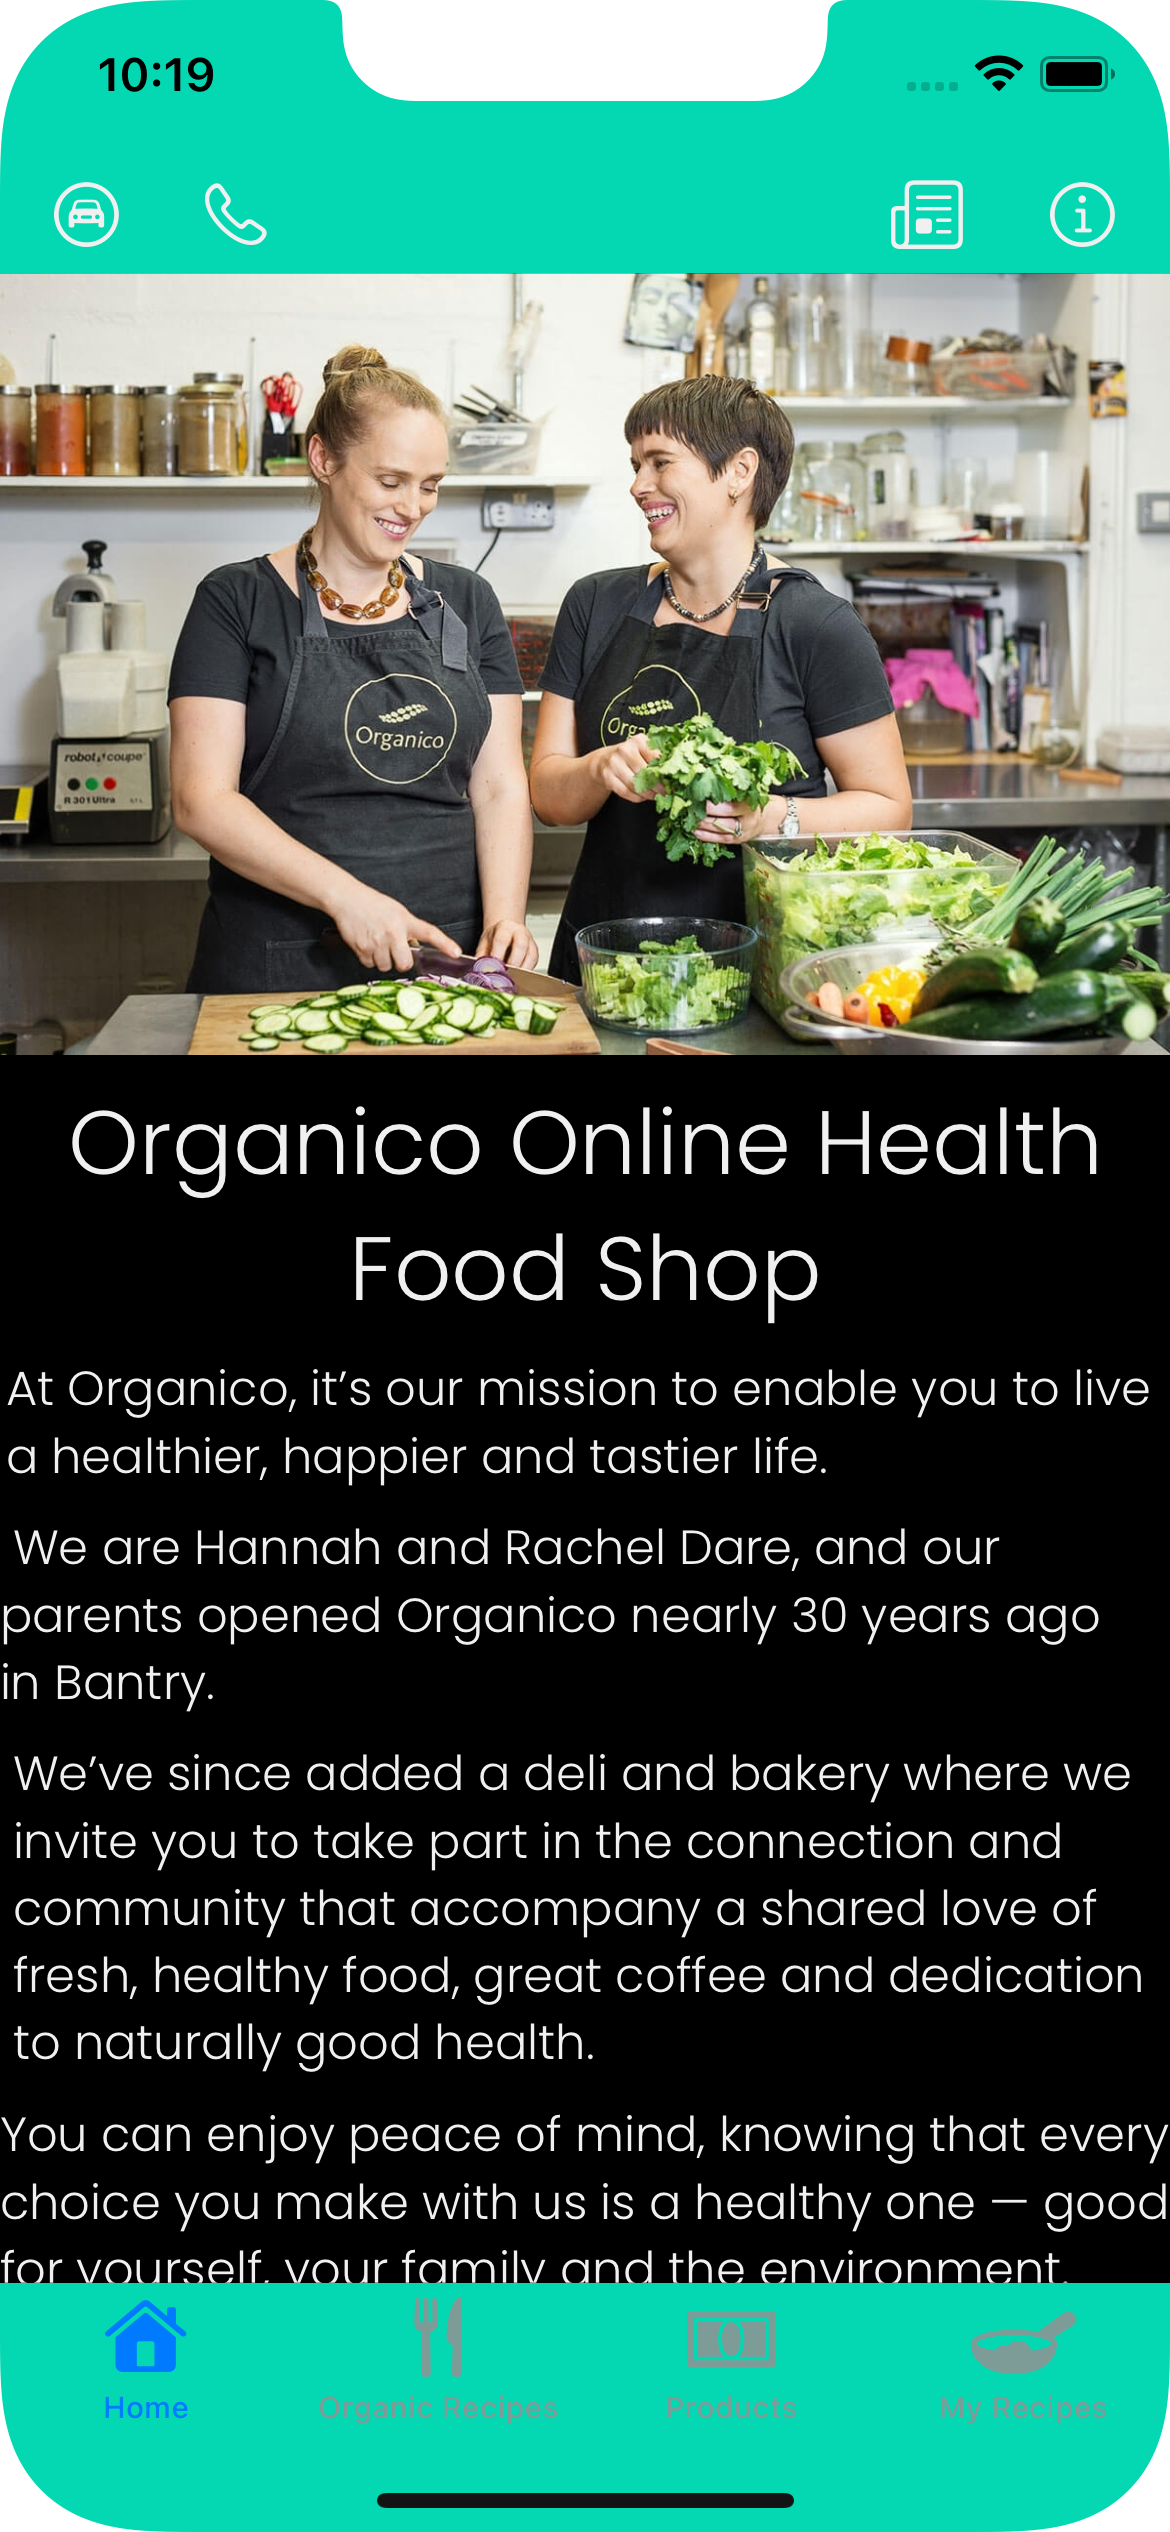 10:19
robot coupe
R 301 Ultra
Organico
Organico Online Health
Food Shop
At Organico, it’s our mission to enable you to live
a healthier, happier and tastier life.
We are Hannah and Rachel Dare, and our
parents opened Organico nearly 30 years ago
in Bantry.
We’ve since added a deli and bakery where we
invite you to take part in the connection and
community that accompany a shared love of
fresh, healthy food, great coffee and dedication
to naturally good health.
You can enjoy peace of mind, knowing that every
choice you make with us is a healthy one — good
for yourself, your family and the environment.
Home
Organic Recipes
Products
My Recipes